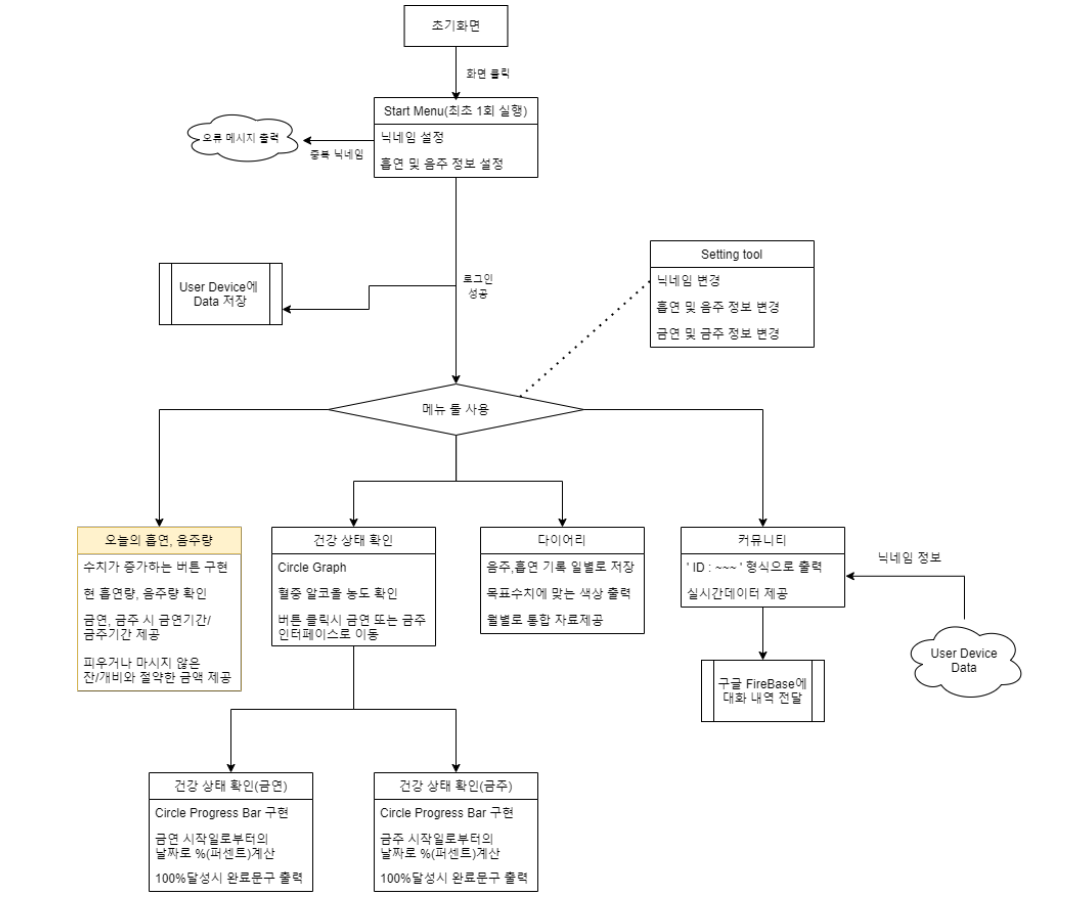 초기화면
화면 클릭
Start Menu(최초 1회 실행)
닉네임 설정
흡연 및 음주 정보 설정
오류 메시지 출력
중복 닉네임
User Device에
Data 저장
로그인
성공
Setting tool
닉네임 변경
흡연 및 음주 정보 변경
금연 및 금주 정보 변경
메뉴 툴 사용
오늘의 흡연, 음주량
수치가 증가하는 버튼 구현
현 흡연량, 음주량 확인
금연, 금주 시 금연기간/
금주기간 제공
피우거나 마시지 않은
잔/개비와 절약한 금액 제공
건강 상태 확인
Circle Graph
혈중 알코올 농도 확인
버튼 클릭시 금연 또는 금주
인터페이스로 이동
다이어리
음주,흡연 기록 일별로 저장
목표수치에 맞는 색상 출력
월별로 통합 자료제공
커뮤니티
' ID : ~~~ ' 형식으로 출력
실시간데이터 제공
닉네임 정보
User Device
Data
구글 FireBase에
대화 내역 전달
건강 상태 확인(금연)
Circle Progress Bar 구현
금연 시작일로부터의
날짜로 %(퍼센트)계산
100%달성시 완료문구 출력
건강 상태 확인(금주)
Circle Progress Bar 구현
금주 시작일로부터의
날짜로 %(퍼센트)계산
100%달성시 완료문구 출력